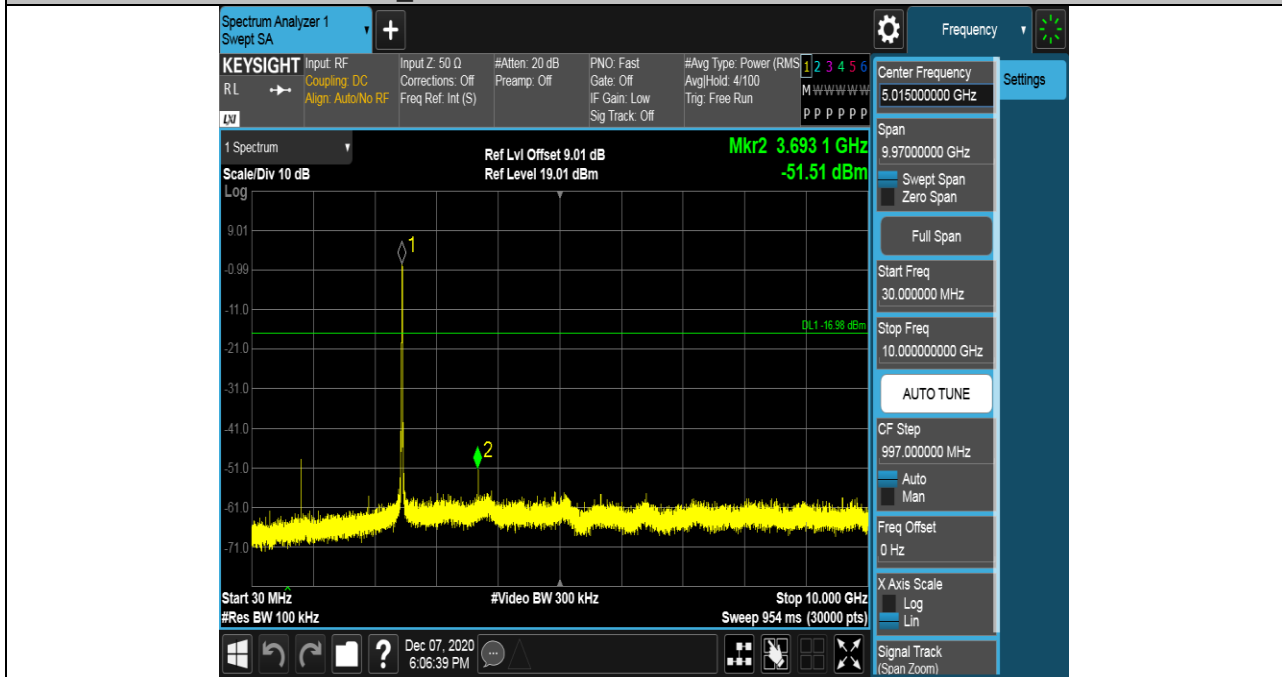 Spectrum Analyzer 1
Swept SA
+
Frequency
KEYSIGHT
RL
LXI
Input: RF
Coupling: DC
Align: Auto/No RF
Input Z: 50 Ω
Corrections: Off
Freq Ref: Int (S)
#Atten: 20 dB
Preamp: Off
PNO: Fast
Gate: Off
IF Gain: Low
Sig Track: Off
#Avg Type: Power (RMS
Avg|Hold: 4/100
Trig: Free Run
1 2 3 4 5 6
M W W W W W
P P P P P P
1 Spectrum
Scale/Div 10 dB
Log
Ref Lvl Offset 9.01 dB
Ref Level 19.01 dBm
Mkr2 3.693 1 GHz
-51.51 dBm
9.01
-0.99
-11.0
-21.0
-31.0
-41.0
-51.0
-61.0
-71.0
1
2
DL1 -16.98 dBm
Start 30 MHz
#Res BW 100 kHz
#Video BW 300 kHz
Stop 10.000 GHz
Sweep 954 ms (30000 pts)
?
Dec 07, 2020
6:06:39 PM
Center Frequency
5.015000000 GHz
Span
9.97000000 GHz
Swept Span
Zero Span
Full Span
Start Freq
30.000000 MHz
Stop Freq
10.000000000 GHz
AUTO TUNE
CF Step
997.000000 MHz
Auto
Man
Freq Offset
0 Hz
X Axis Scale
Log
Lin
Signal Track
(Span Zoom)
Settings